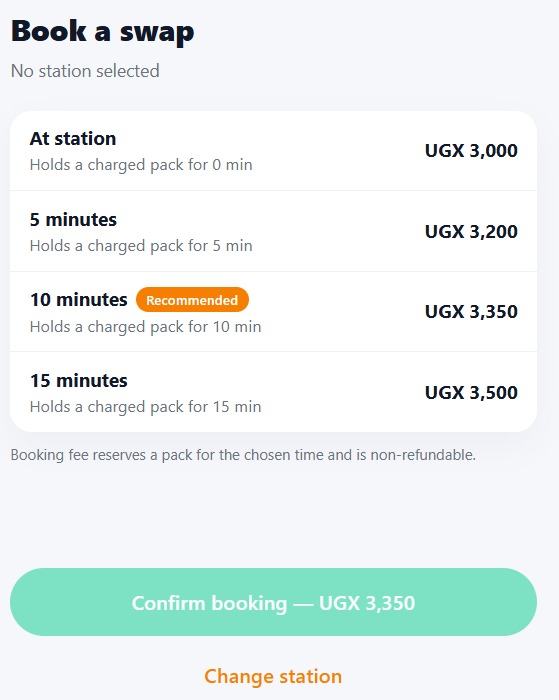 Book a swap
No station selected
At station
Holds a charged pack for 0 min
UGX 3,000
5 minutes
Holds a charged pack for 5 min
UGX 3,200
10 minutes Recommended
Holds a charged pack for 10 min
UGX 3,350
15 minutes
Holds a charged pack for 15 min
UGX 3,500
Booking fee reserves a pack for the chosen time and is non-refundable.
Confirm booking — UGX 3,350
Change station